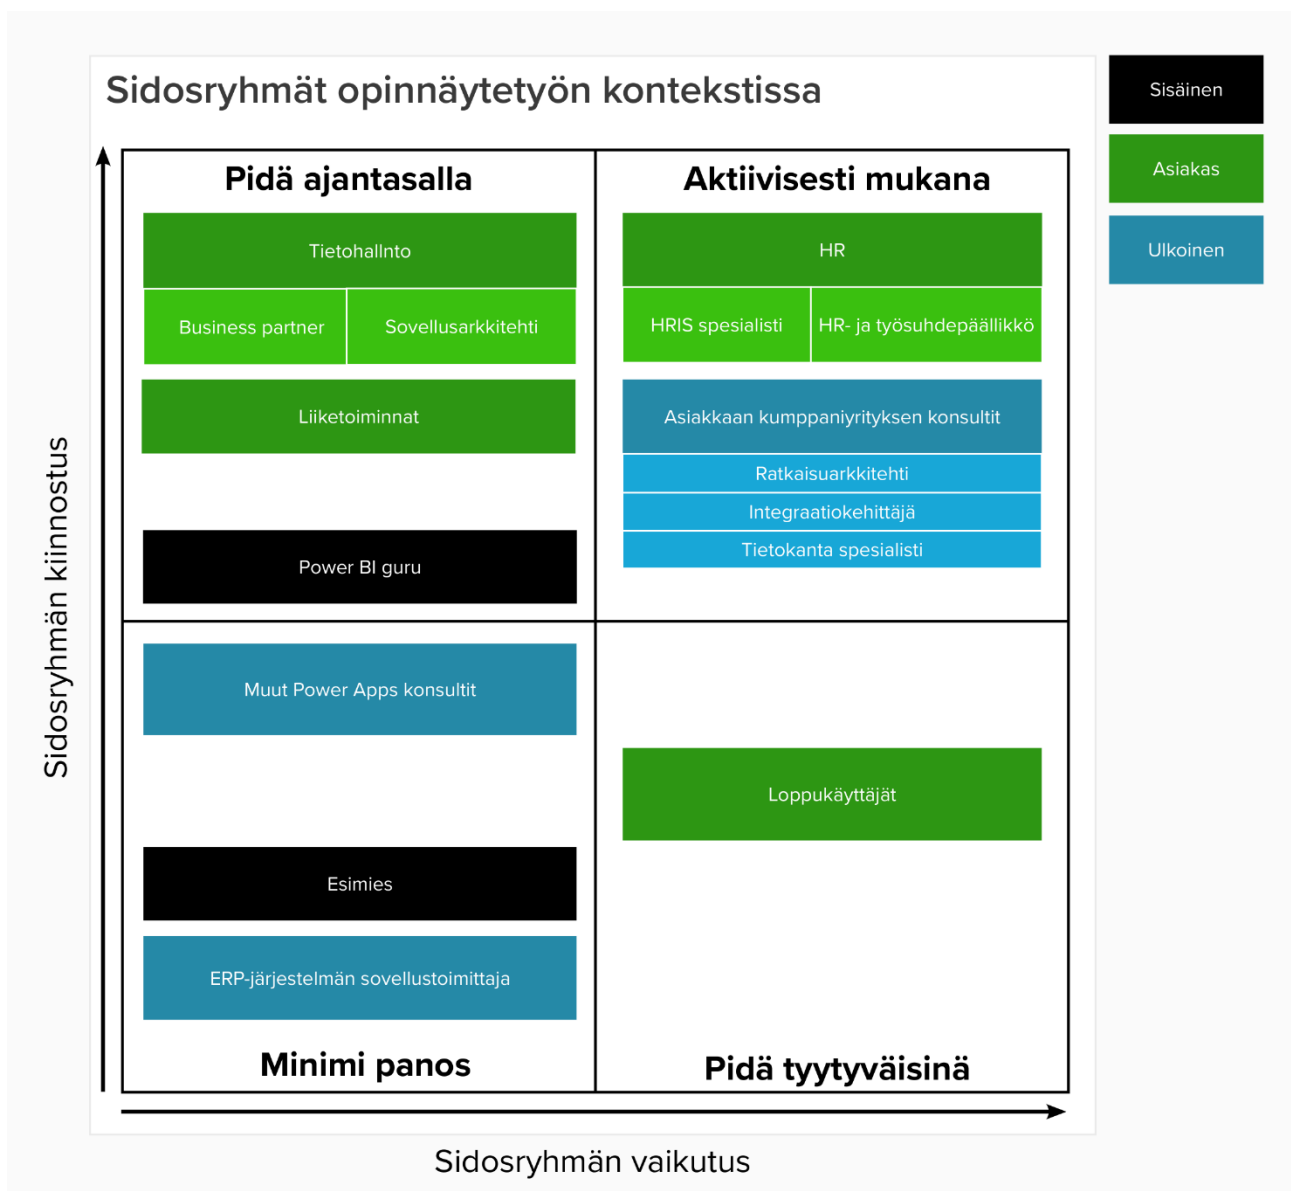 Sidosryhmät opinnäytetyön kontekstissa
Sisäinen
Asiakas
Ulkoinen
Sidosryhmän kiinnostus
Pidä ajantasalla
Tietohallnto
Business partner
Sovellusarkkitehti
Liiketoiminnat
Power BI guru
Aktiivisesti mukana
HR
HRIS spesialisti
HR- ja työsuhdepäällikkö
Asiakkaan kumppaniyrityksen konsultit
Ratkaisuarkkitehti
Integraatiokehittäjä
Tietokanta spesialisti
Muut Power Apps konsultit
Esimies
ERP-järjestelmän sovellustoimittaja
Minimi panos
Loppukäyttäjät
Pidä tyytyväisinä
Sidosryhmän vaikutus